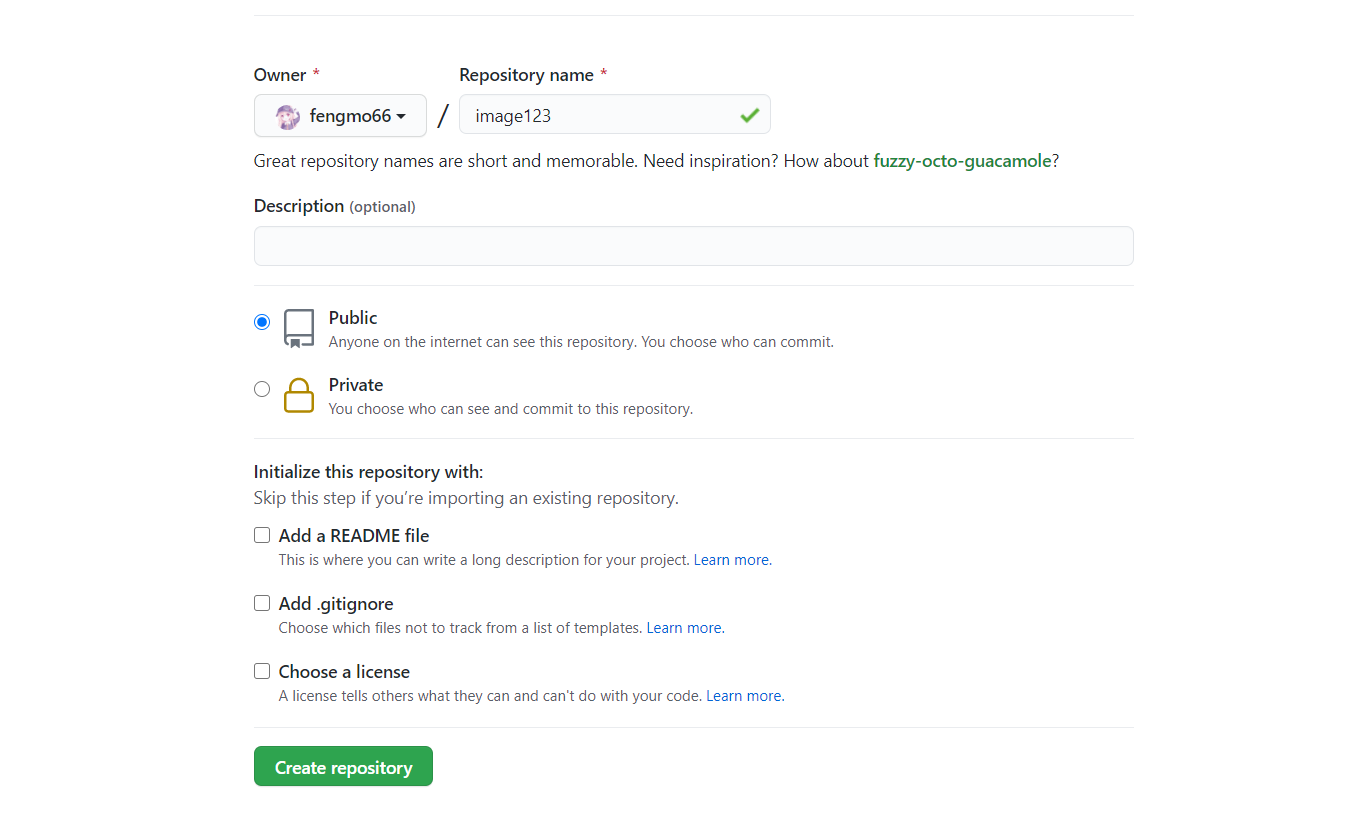 Owner * Repository name *
fengmo66 / image123
Great repository names are short and memorable. Need inspiration? How about fuzzy-octo-guacamole?
Description (optional)
Public
Anyone on the internet can see this repository. You choose who can commit.
Private
You choose who can see and commit to this repository.
Initialize this repository with:
Skip this step if you’re importing an existing repository.
Add a README file
This is where you can write a long description for your project. Learn more.
Add .gitignore
Choose which files not to track from a list of templates. Learn more.
Choose a license
A license tells others what they can and can't do with your code. Learn more.
Create repository